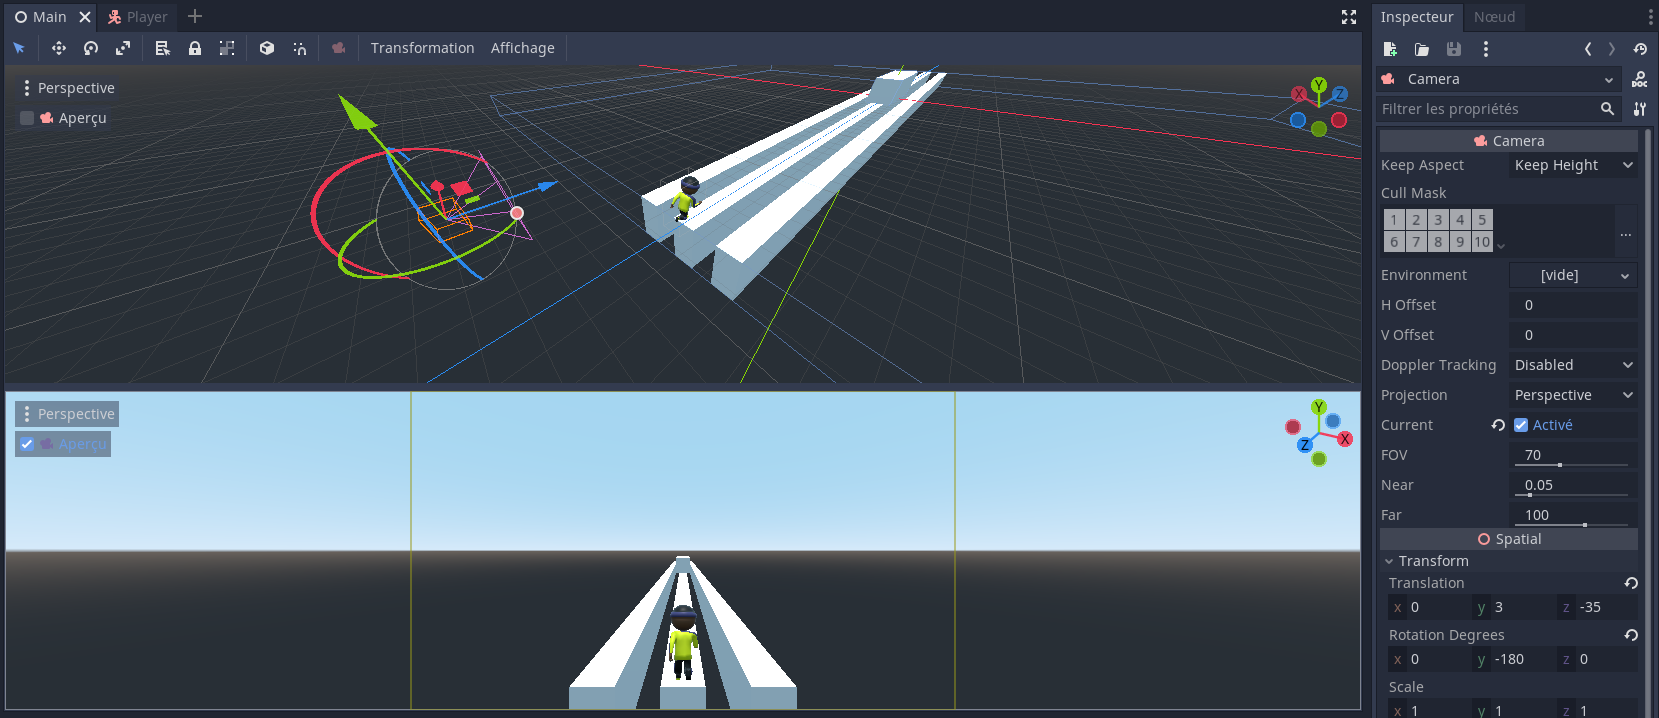 Main
Player
Transformation
Affichage
Perspective
Aperçu
Y
X
Z
Perspective
Aperçu
Y
X
Z
Inspecteur
Nœud
Camera
DOC
Filtrer les propriétés
Camera
Keep Aspect
Keep Height
Cull Mask
1 2 3 4 5
6 7 8 9 10
...
Environment
[vide]
H Offset
0
V Offset
0
Doppler Tracking
Disabled
Projection
Perspective
Current
Activé
FOV
70
Near
0.05
Far
100
Spatial
Transform
Translation
x 0 y 3 z -35
Rotation Degrees
x 0 y -180 z 0
Scale
x 1 y 1 z 1